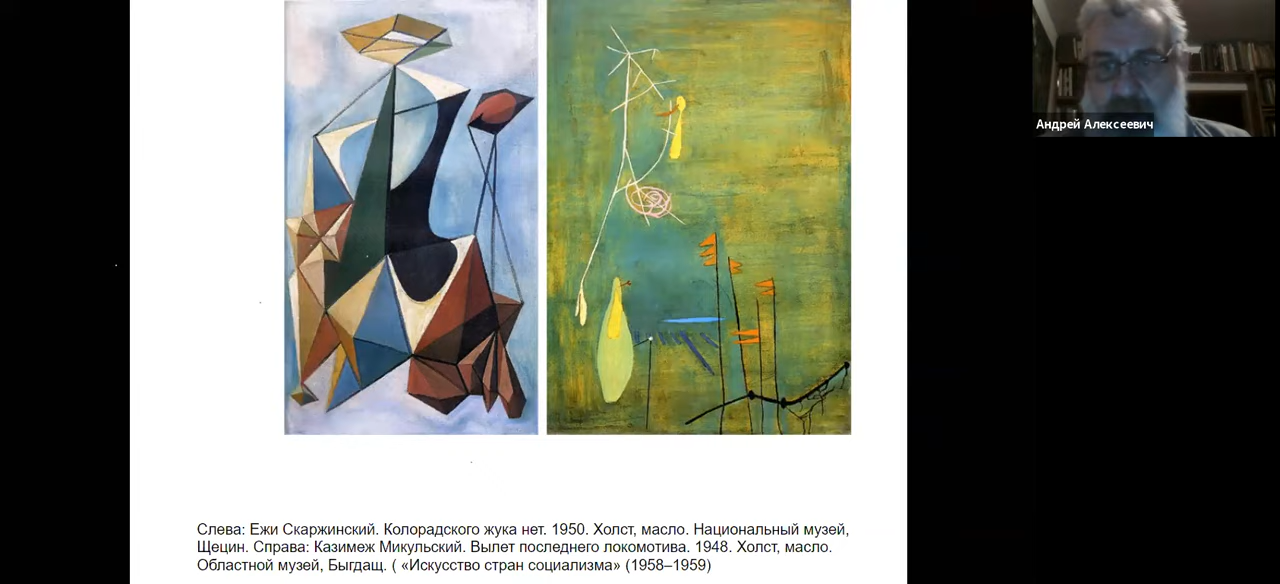 Андрей Алексеевич
Слева: Ежи Скаржинский. Колорадского жука нет. 1950. Холст, масло. Национальный музей,
Щецин. Справа: Казимеж Микульский. Вылет последнего локомотива. 1948. Холст, масло.
Областной музей, Быгдащ. ( «Искусство стран социализма» (1958–1959)